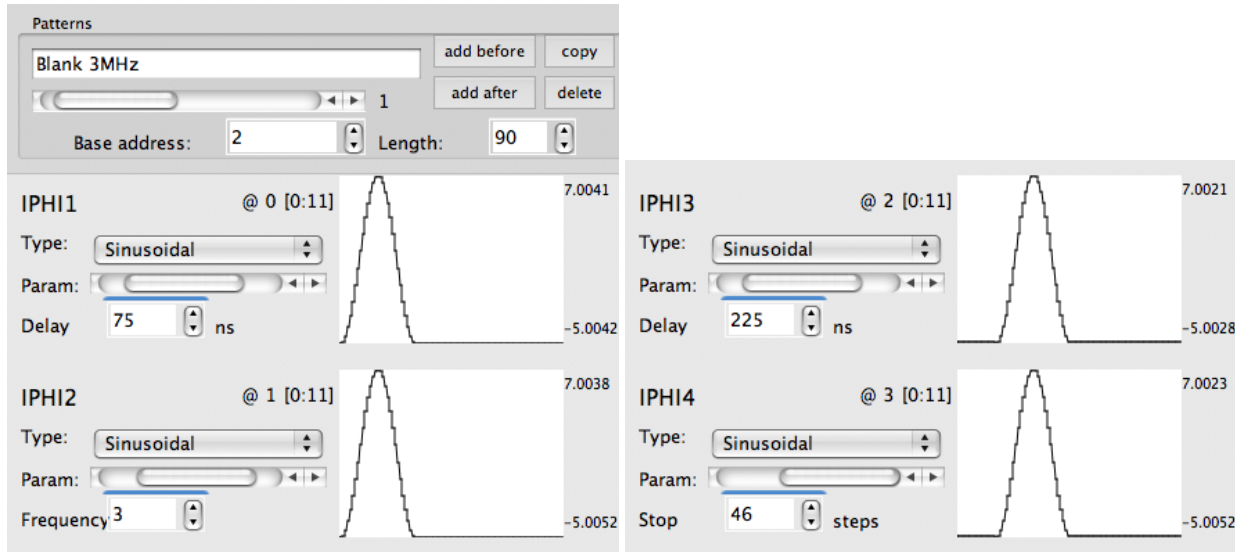 Patterns
add before copy
Blank 3MHz
1 add after delete
Base address: 2 Length: 90
IPHI1 @ 0 [0:11] 7.0041
Type: Sinusoidal
Param:
Delay 75 ns -5.0042
IPHI2 @ 1 [0:11] 7.0038
Type: Sinusoidal
Param:
Frequency 3 -5.0052
IPHI3 @ 2 [0:11] 7.0021
Type: Sinusoidal
Param:
Delay 225 ns -5.0028
IPHI4 @ 3 [0:11] 7.0023
Type: Sinusoidal
Param:
Stop 46 steps -5.0052